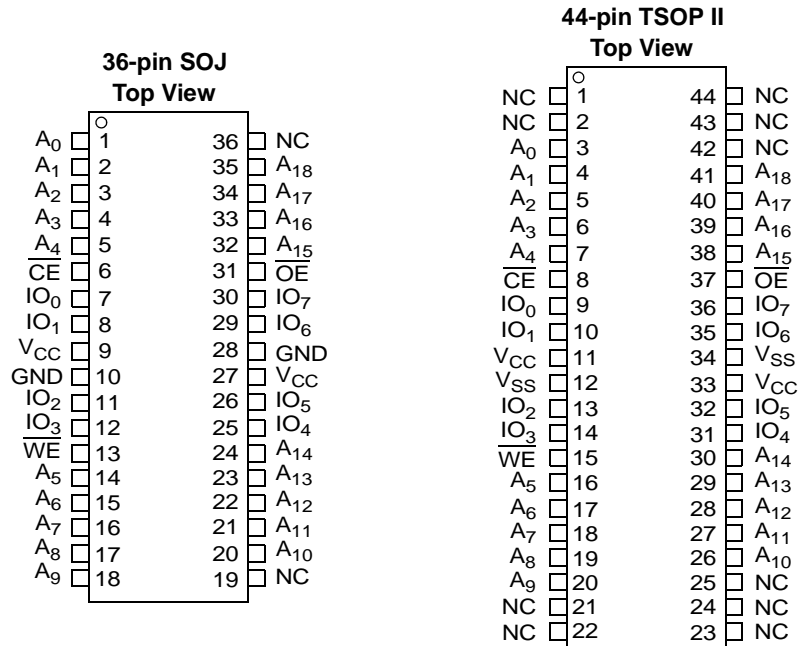 36-pin SOJ
Top View
A0 1 36 NC
A1 2 35 A18
A2 3 34 A17
A3 4 33 A16
A4 5 32 A15
CE 6 31 OE
IO0 7 30 IO7
IO1 8 29 IO6
VCC 9 28 GND
GND 10 27 VCC
IO2 11 26 IO5
IO3 12 25 IO4
WE 13 24 A14
A5 14 23 A13
A6 15 22 A12
A7 16 21 A11
A8 17 20 A10
A9 18 19 NC
44-pin TSOP II
Top View
NC 1 44 NC
NC 2 43 NC
A0 3 42 NC
A1 4 41 A18
A2 5 40 A17
A3 6 39 A16
A4 7 38 A15
CE 8 37 OE
IO0 9 36 IO7
IO1 10 35 IO6
VCC 11 34 VSS
VSS 12 33 VCC
IO2 13 32 IO5
IO3 14 31 IO4
WE 15 30 A14
A5 16 29 A13
A6 17 28 A12
A7 18 27 A11
A8 19 26 A10
A9 20 25 NC
NC 21 24 NC
NC 22 23 NC